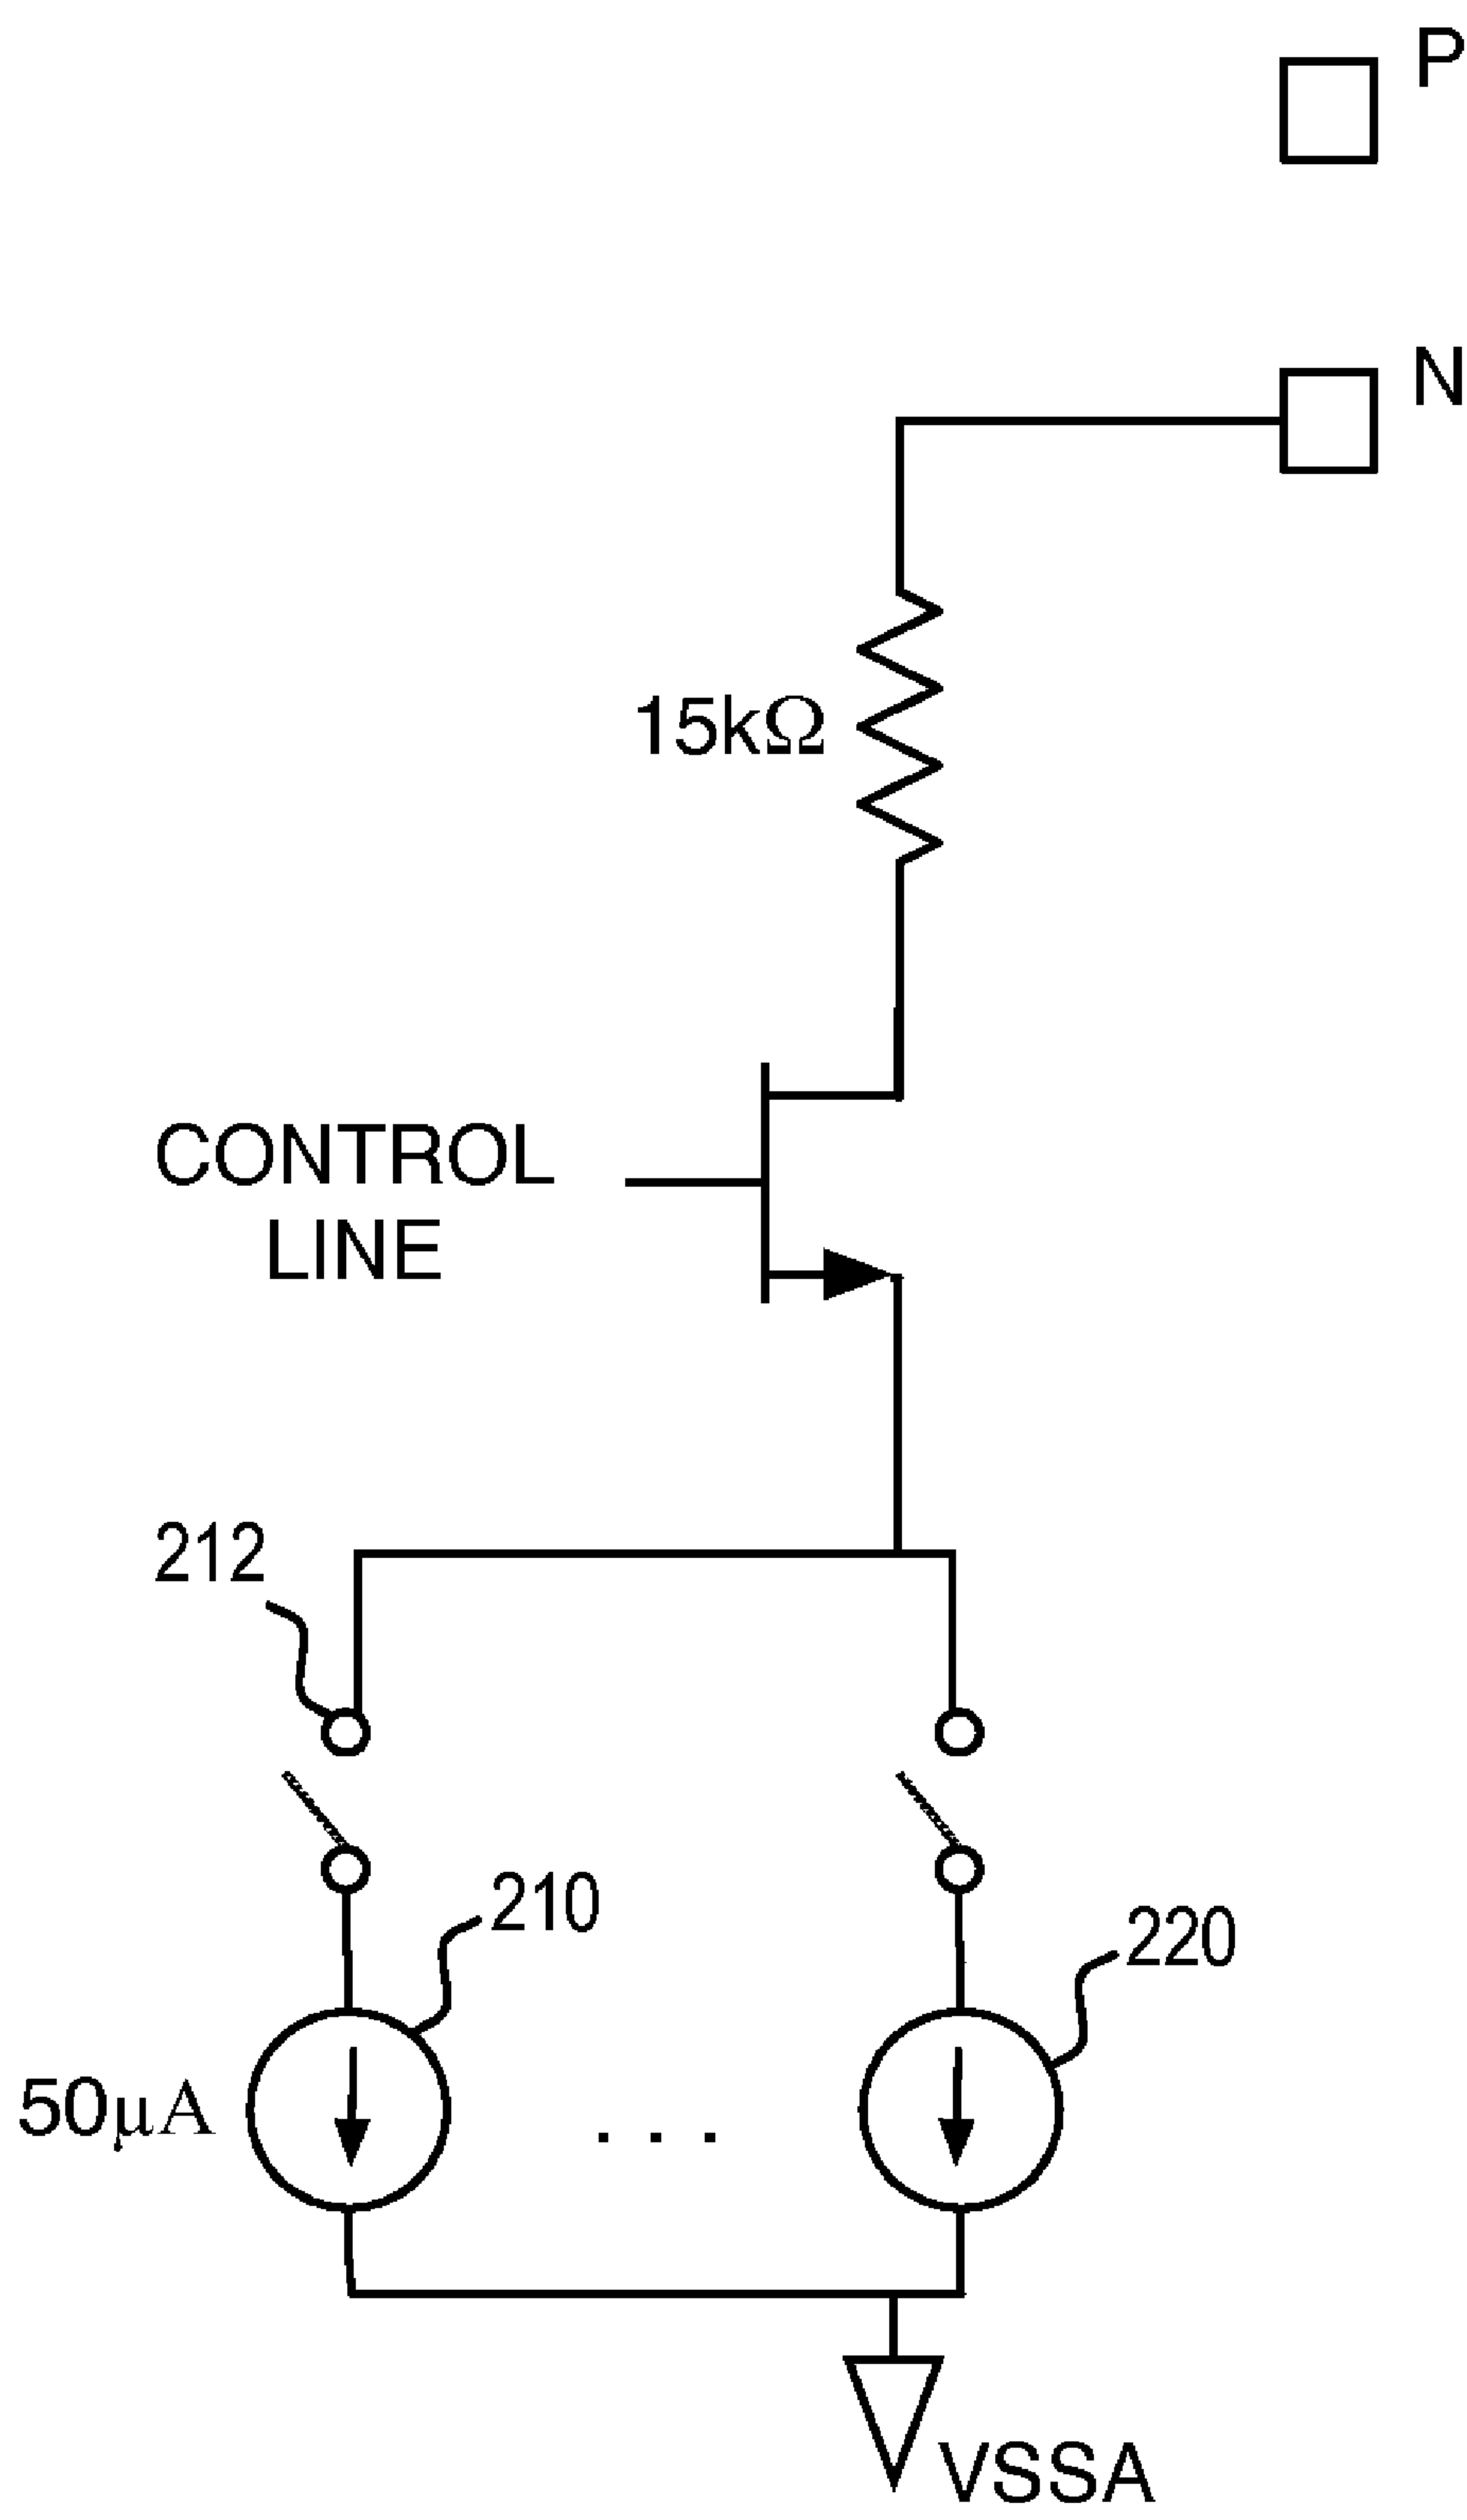 P
N
15kΩ
CONTROL
LINE
212
210
220
50μA
. . .
VSSA